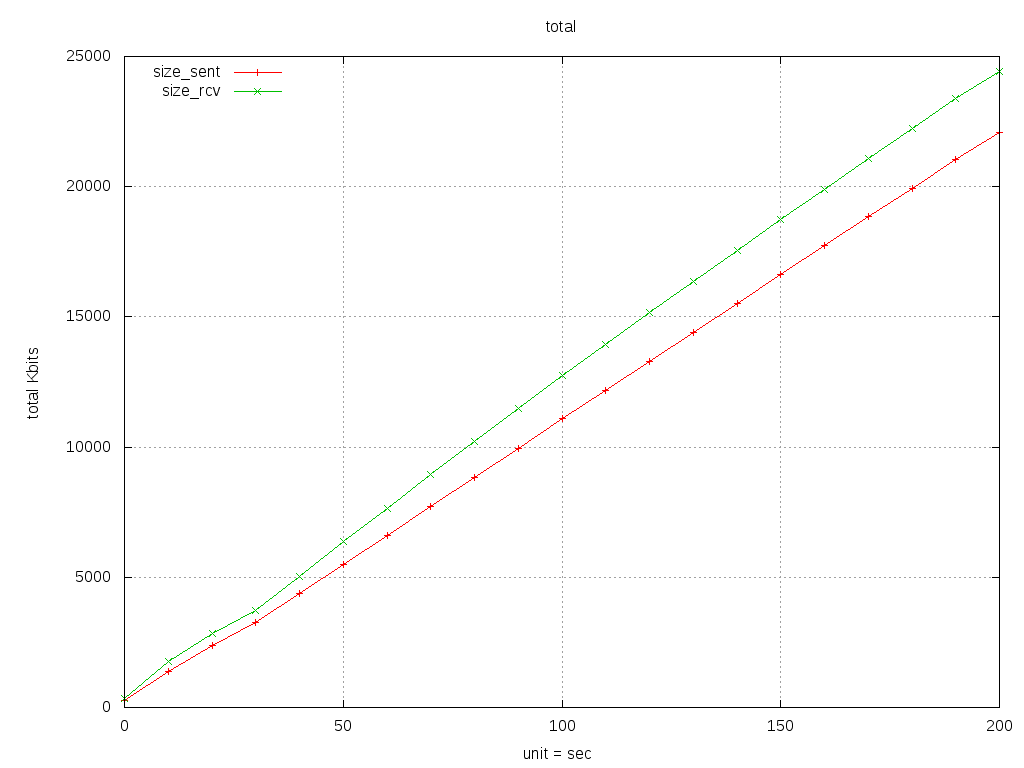 total
25000
20000
15000
10000
5000
0
total Kbits
size_sent
size_rcv
0 50 100 150 200
unit = sec